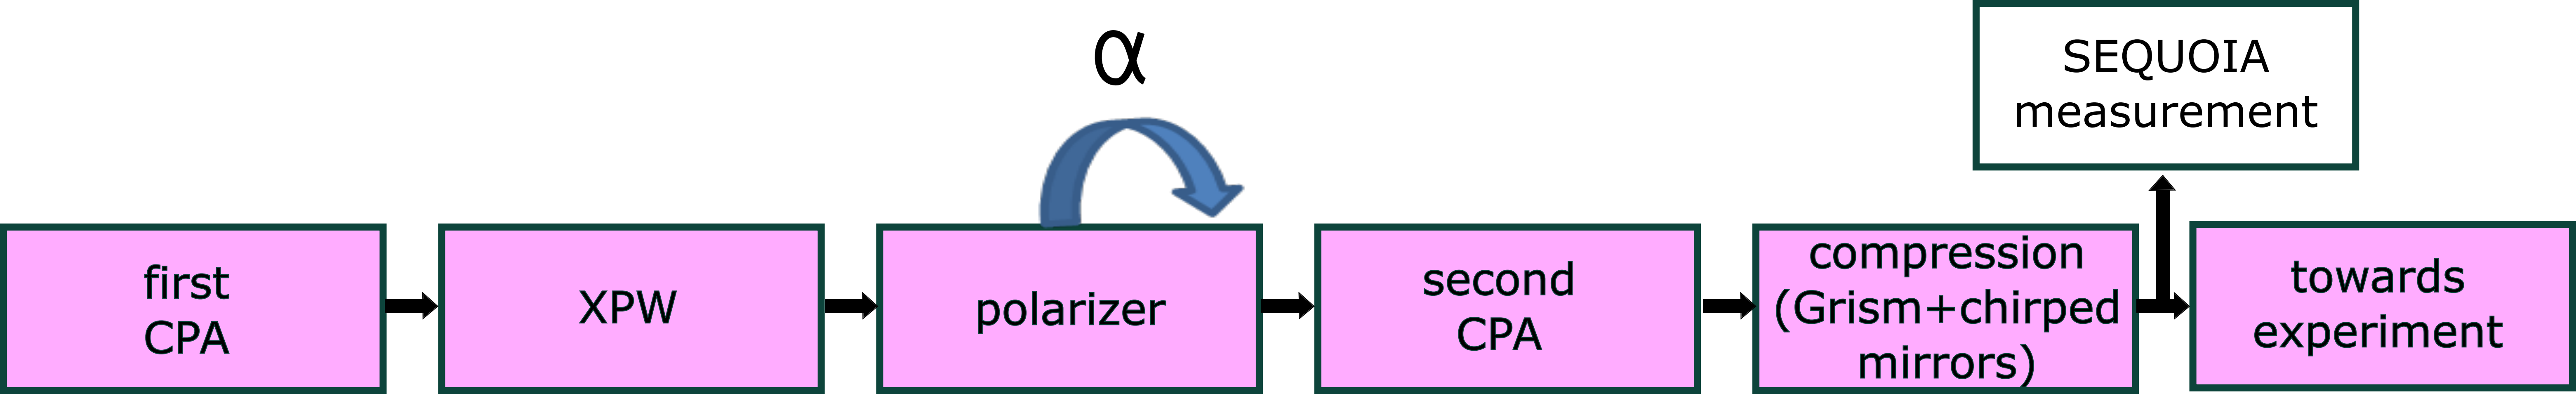 α
SEQUOIA
measurement
first
CPA
XPW
polarizer
second
CPA
compression
(Grism+chirped
mirrors)
towards
experiment